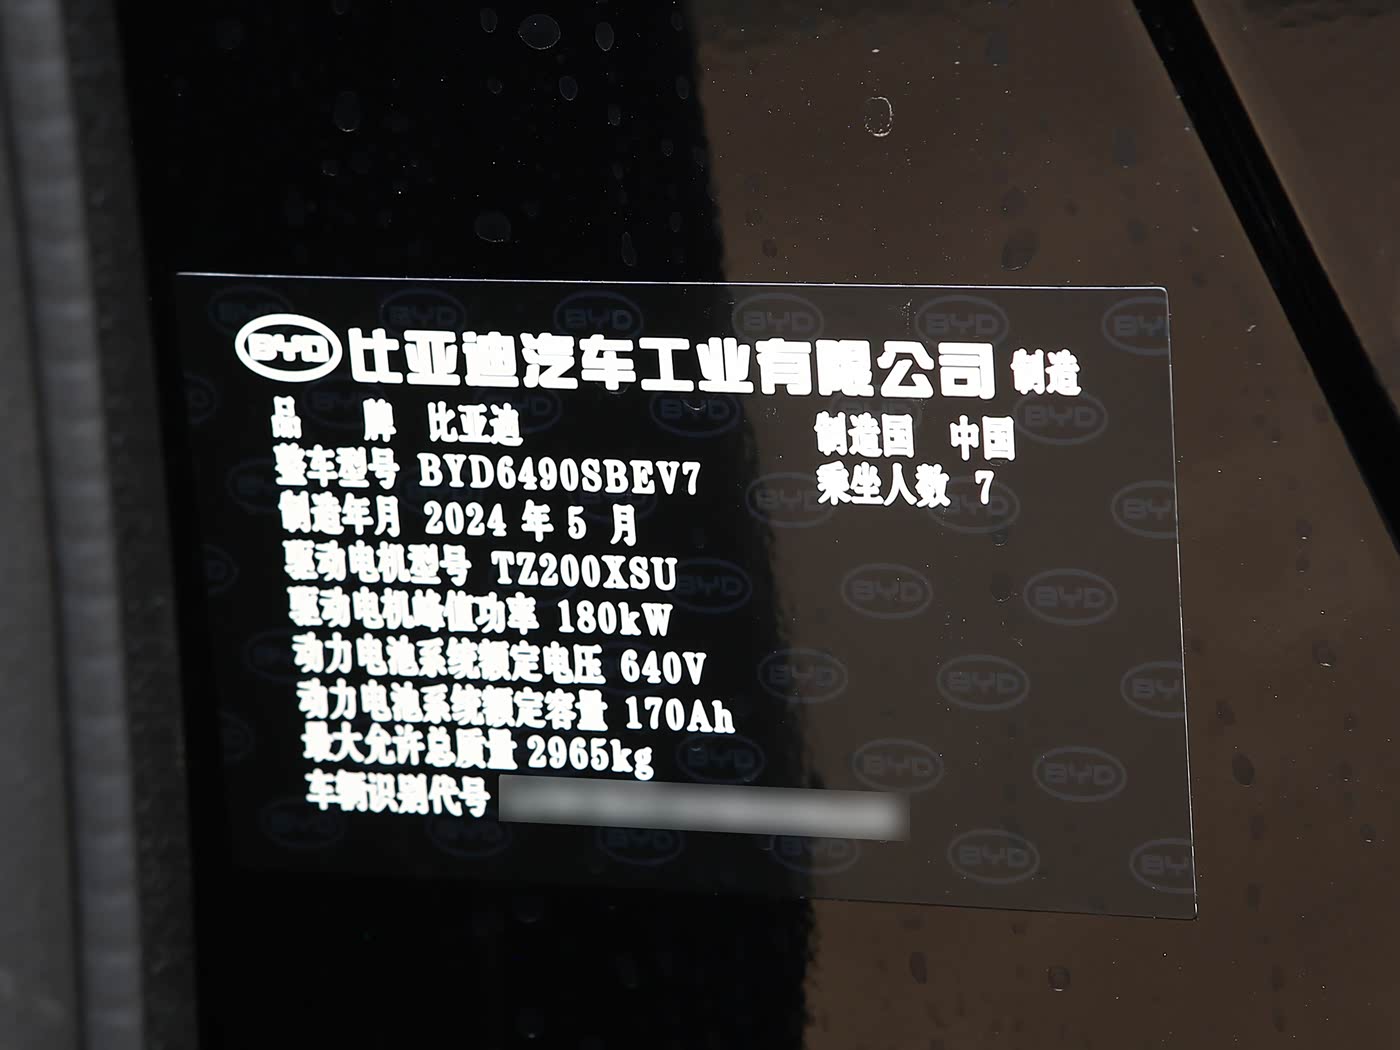 BYD 比亚迪汽车工业有限公司 制造
品 牌 比亚迪 制造国 中国
整车型号 BYD6490SBEV7 乘坐人数 7
制造年月 2024 年 5 月
驱动电机型号 TZ200XSU
驱动电机峰值功率 180kW
动力电池系统额定电压 640V
动力电池系统额定容量 170Ah
最大允许总质量 2965kg
车辆识别代号